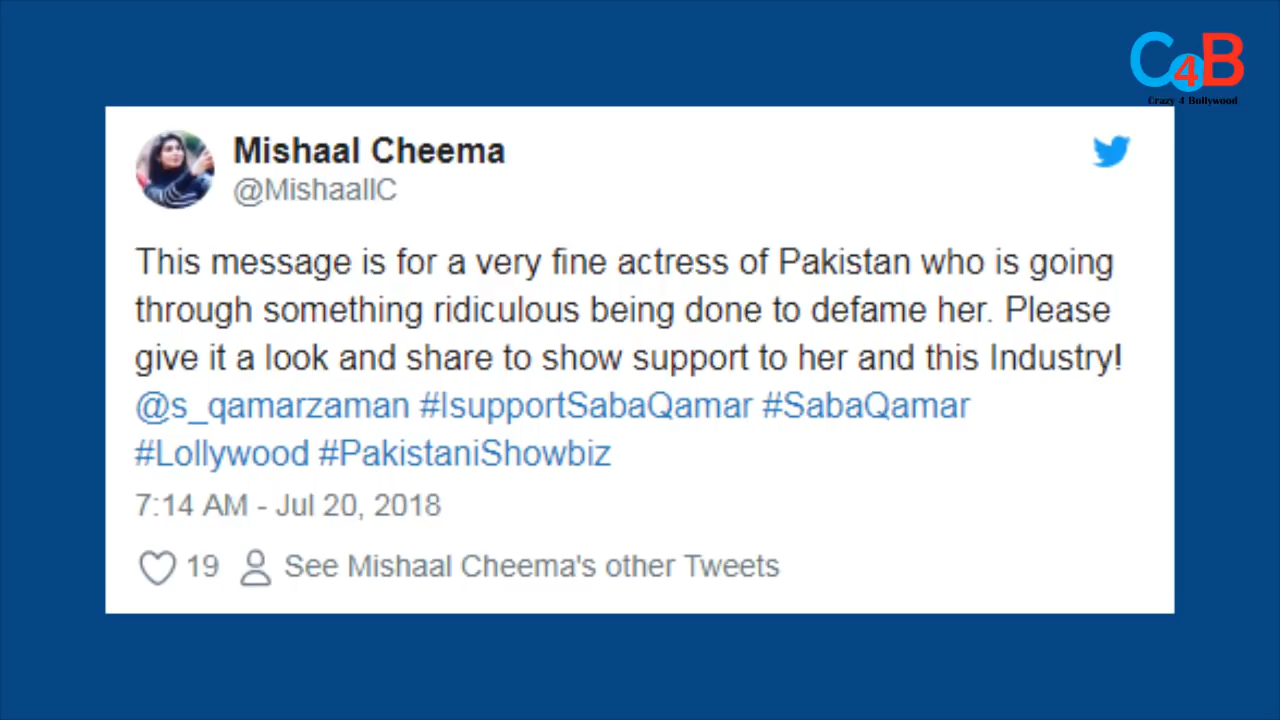 C4B
Crazy 4 Bollywood
Mishaal Cheema
@MishaalIC
This message is for a very fine actress of Pakistan who is going
through something ridiculous being done to defame her. Please
give it a look and share to show support to her and this Industry!
@s_qamarzaman #IsupportSabaQamar #SabaQamar
#Lollywood #PakistaniShowbiz
7:14 AM - Jul 20, 2018
19 See Mishaal Cheema's other Tweets